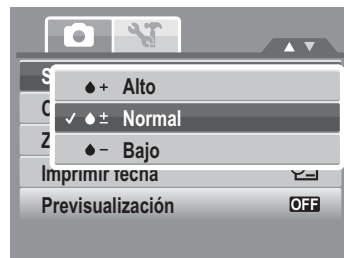 S
Alto
C
Normal
Z
Bajo
Imprimir fecha
Previsualización OFF